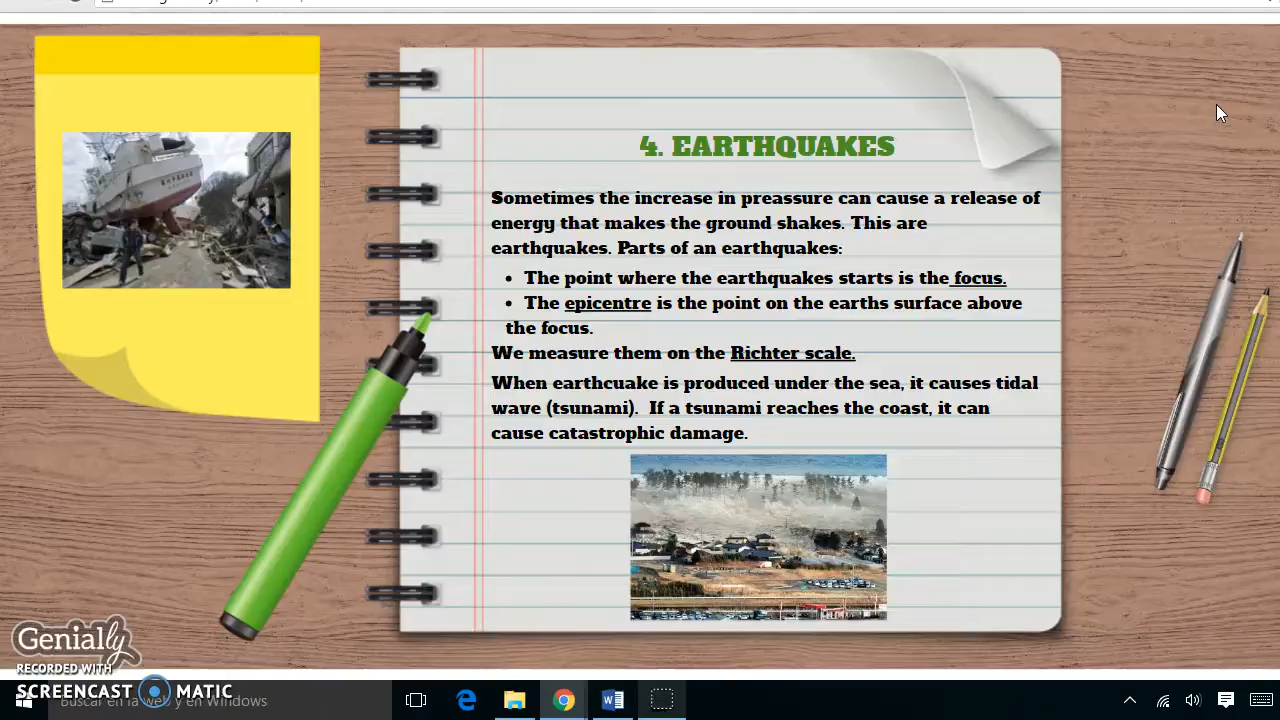 4. EARTHQUAKES
Sometimes the increase in preassure can cause a release of
energy that makes the ground shakes. This are
earthquakes. Parts of an earthquakes:
• The point where the earthquakes starts is the focus.
• The epicentre is the point on the earths surface above
the focus.
We measure them on the Richter scale.
When earthcuake is produced under the sea, it causes tidal
wave (tsunami). If a tsunami reaches the coast, it can
cause catastrophic damage.
Genially
RECORDED WITH
SCREENCAST MATIC
Buscar en la web y en Windows